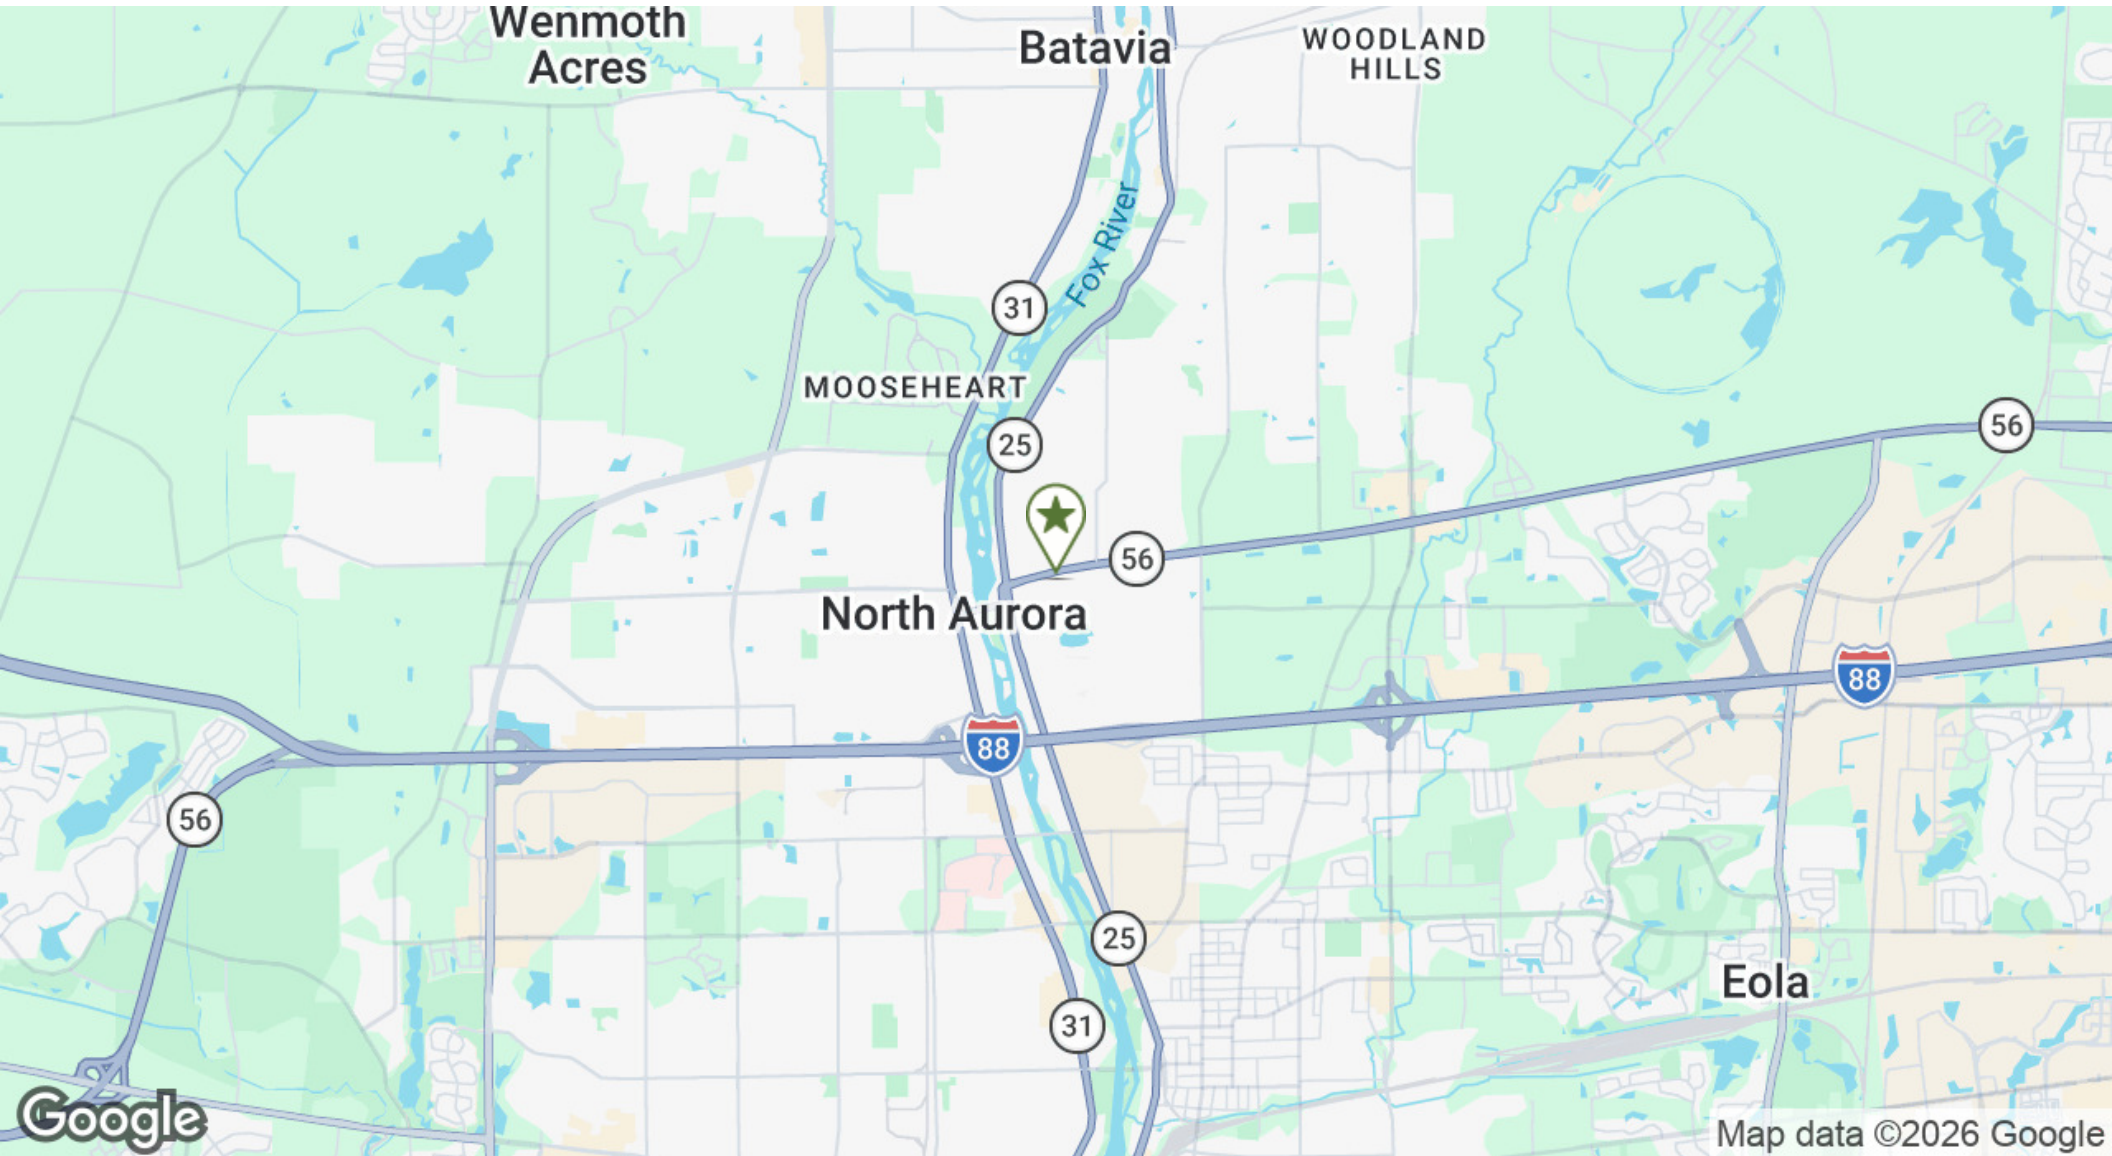 Wenmoth
Acres
Batavia
WOODLAND
HILLS
Fox River
31
MOOSEHEART
25
56
56
North Aurora
88
88
56
25
Eola
31
Google
Map data ©2026 Google